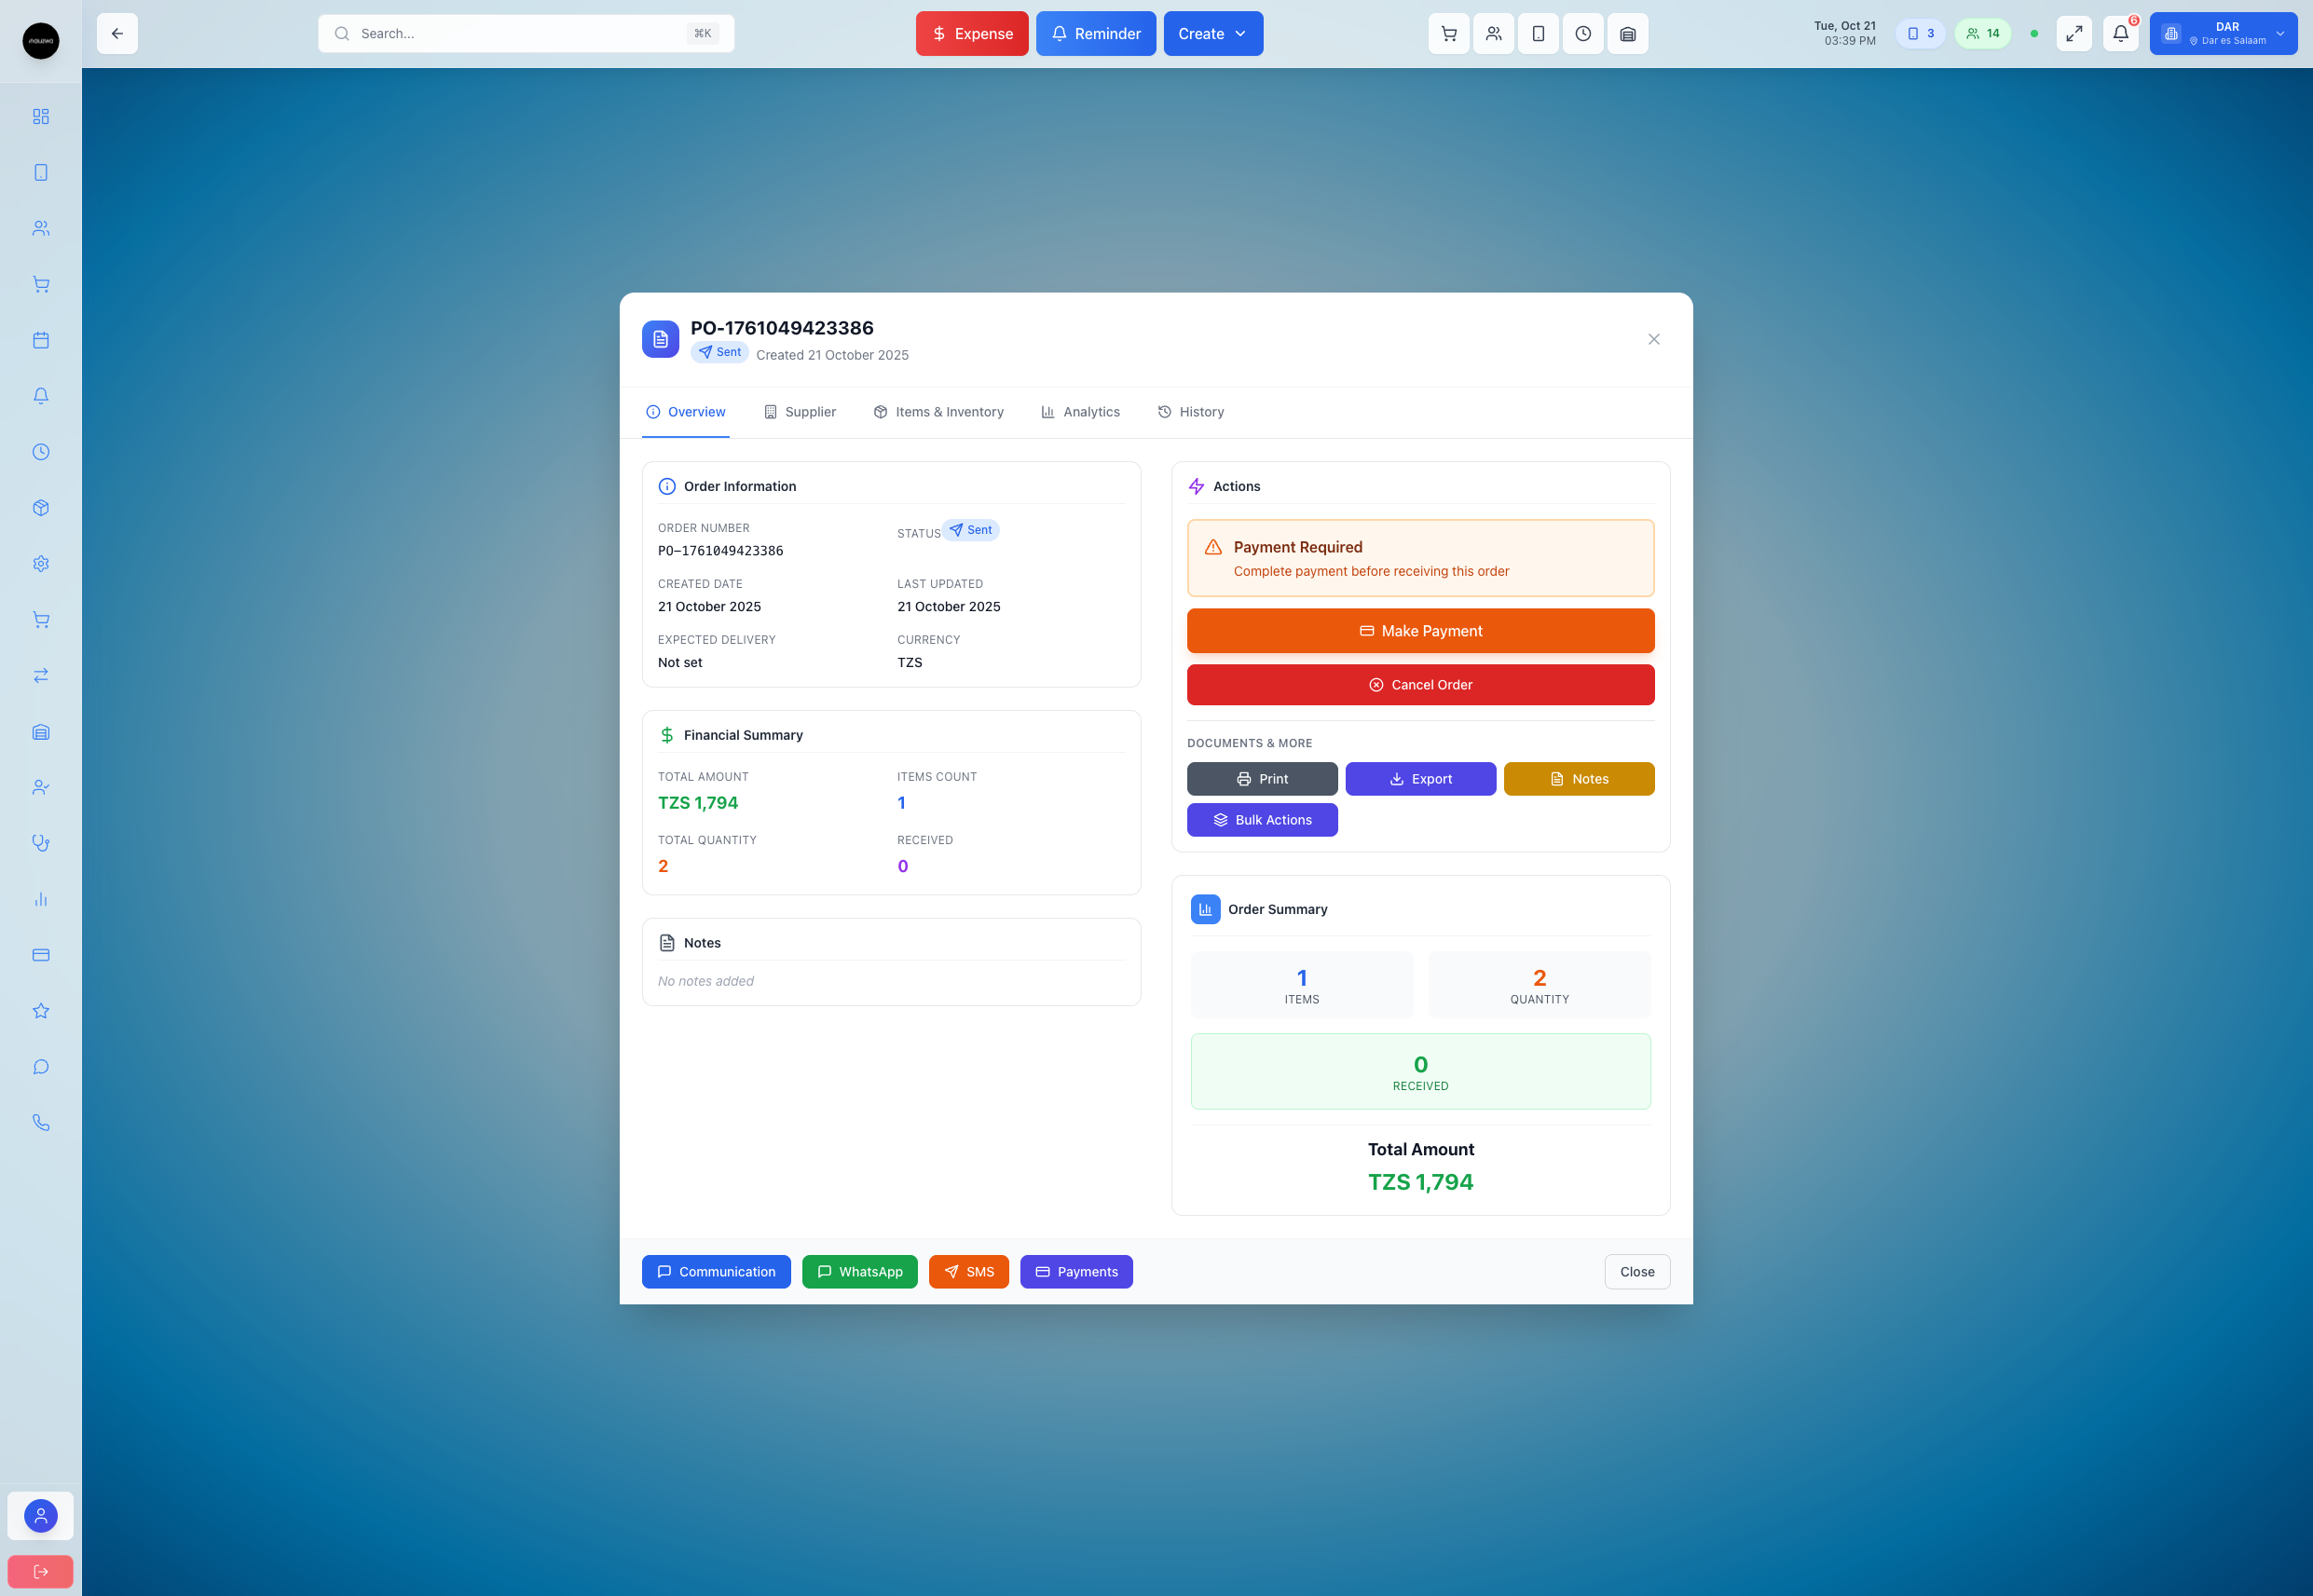 Search...
⌘K
Expense
Reminder
Create
Tue, Oct 21
03:39 PM
3
14
6
DAR
Dar es Salaam
PO-1761049423386
Sent
Created 21 October 2025
Overview
Supplier
Items & Inventory
Analytics
History
Order Information
ORDER NUMBER
PO-1761049423386
STATUS
Sent
CREATED DATE
21 October 2025
LAST UPDATED
21 October 2025
EXPECTED DELIVERY
Not set
CURRENCY
TZS
Financial Summary
TOTAL AMOUNT
TZS 1,794
ITEMS COUNT
1
TOTAL QUANTITY
2
RECEIVED
0
Notes
No notes added
Actions
Payment Required
Complete payment before receiving this order
Make Payment
Cancel Order
DOCUMENTS & MORE
Print
Export
Notes
Bulk Actions
Order Summary
1
ITEMS
2
QUANTITY
0
RECEIVED
Total Amount
TZS 1,794
Communication
WhatsApp
SMS
Payments
Close